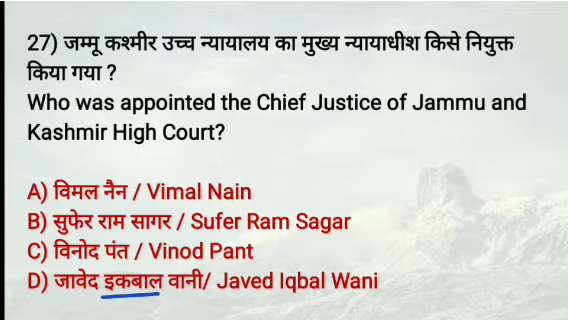 27) जम्मू कश्मीर उच्च न्यायालय का मुख्य न्यायाधीश किसे नियुक्त
किया गया ?
Who was appointed the Chief Justice of Jammu and
Kashmir High Court?
A) विमल नैन / Vimal Nain
B) सुफेर राम सागर / Sufer Ram Sagar
C) विनोद पंत / Vinod Pant
D) जावेद इकबाल वानी/ Javed Iqbal Wani